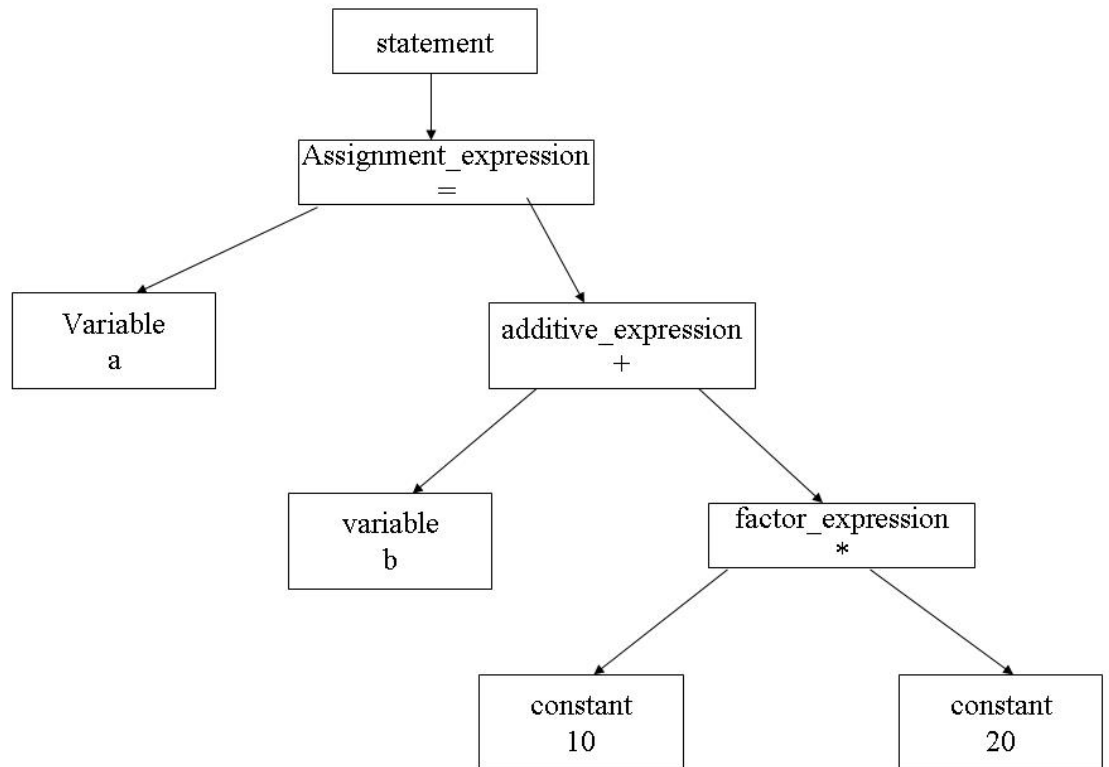 statement
Assignment_expression
=
Variable
a
additive_expression
+
variable
b
factor_expression
*
constant
10
constant
20